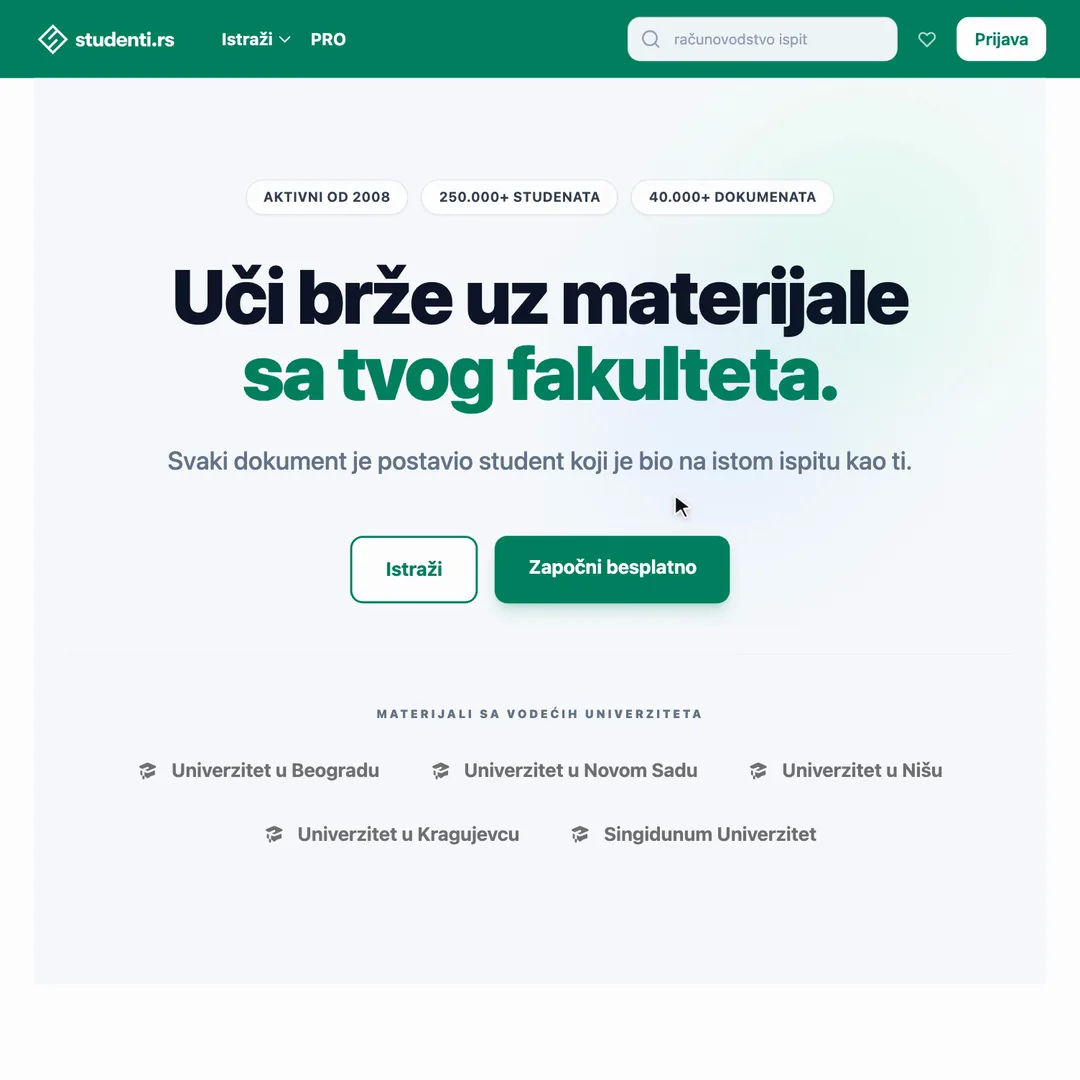 studenti.rs
Istraži
PRO
računovodstvo ispit
Prijava
AKTIVNI OD 2008
250.000+ STUDENATA
40.000+ DOKUMENATA
Uči brže uz materijale
sa tvog fakulteta.
Svaki dokument je postavio student koji je bio na istom ispitu kao ti.
Istraži
Započni besplatno
MATERIJALI SA VODEĆIH UNIVERZITETA
Univerzitet u Beogradu
Univerzitet u Novom Sadu
Univerzitet u Nišu
Univerzitet u Kragujevcu
Singidunum Univerzitet